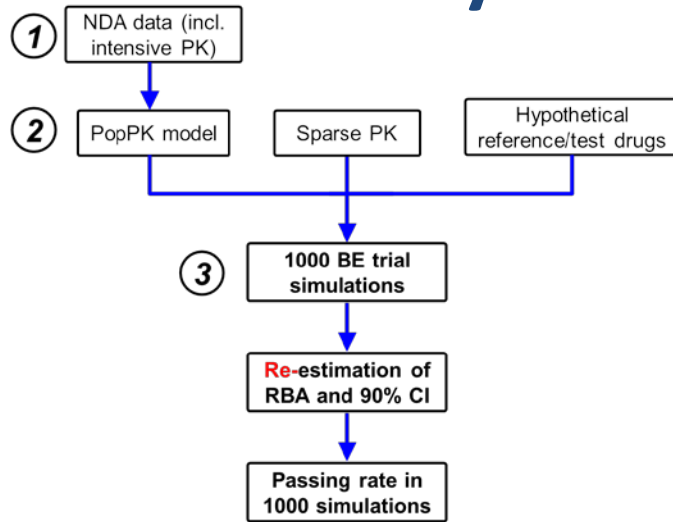 1
NDA data (incl.
intensive PK)
2
PopPK model
Sparse PK
Hypothetical
reference/test drugs
3
1000 BE trial
simulations
Re-estimation of
RBA and 90% CI
Passing rate in
1000 simulations